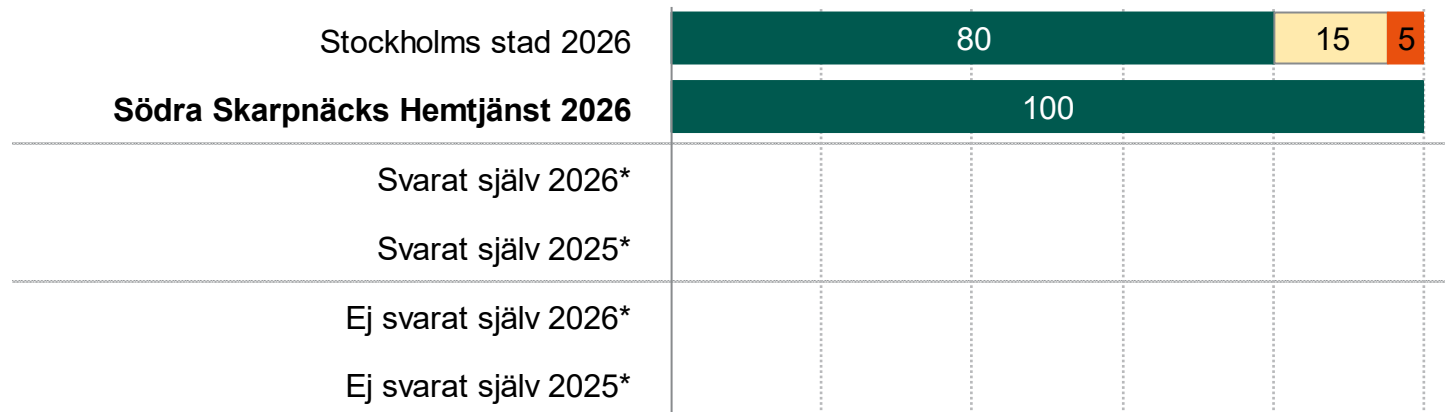 Stockholms stad 2026 80 15 5
Södra Skarpnäcks Hemtjänst 2026 100
Svarat själv 2026*
Svarat själv 2025*
Ej svarat själv 2026*
Ej svarat själv 2025*